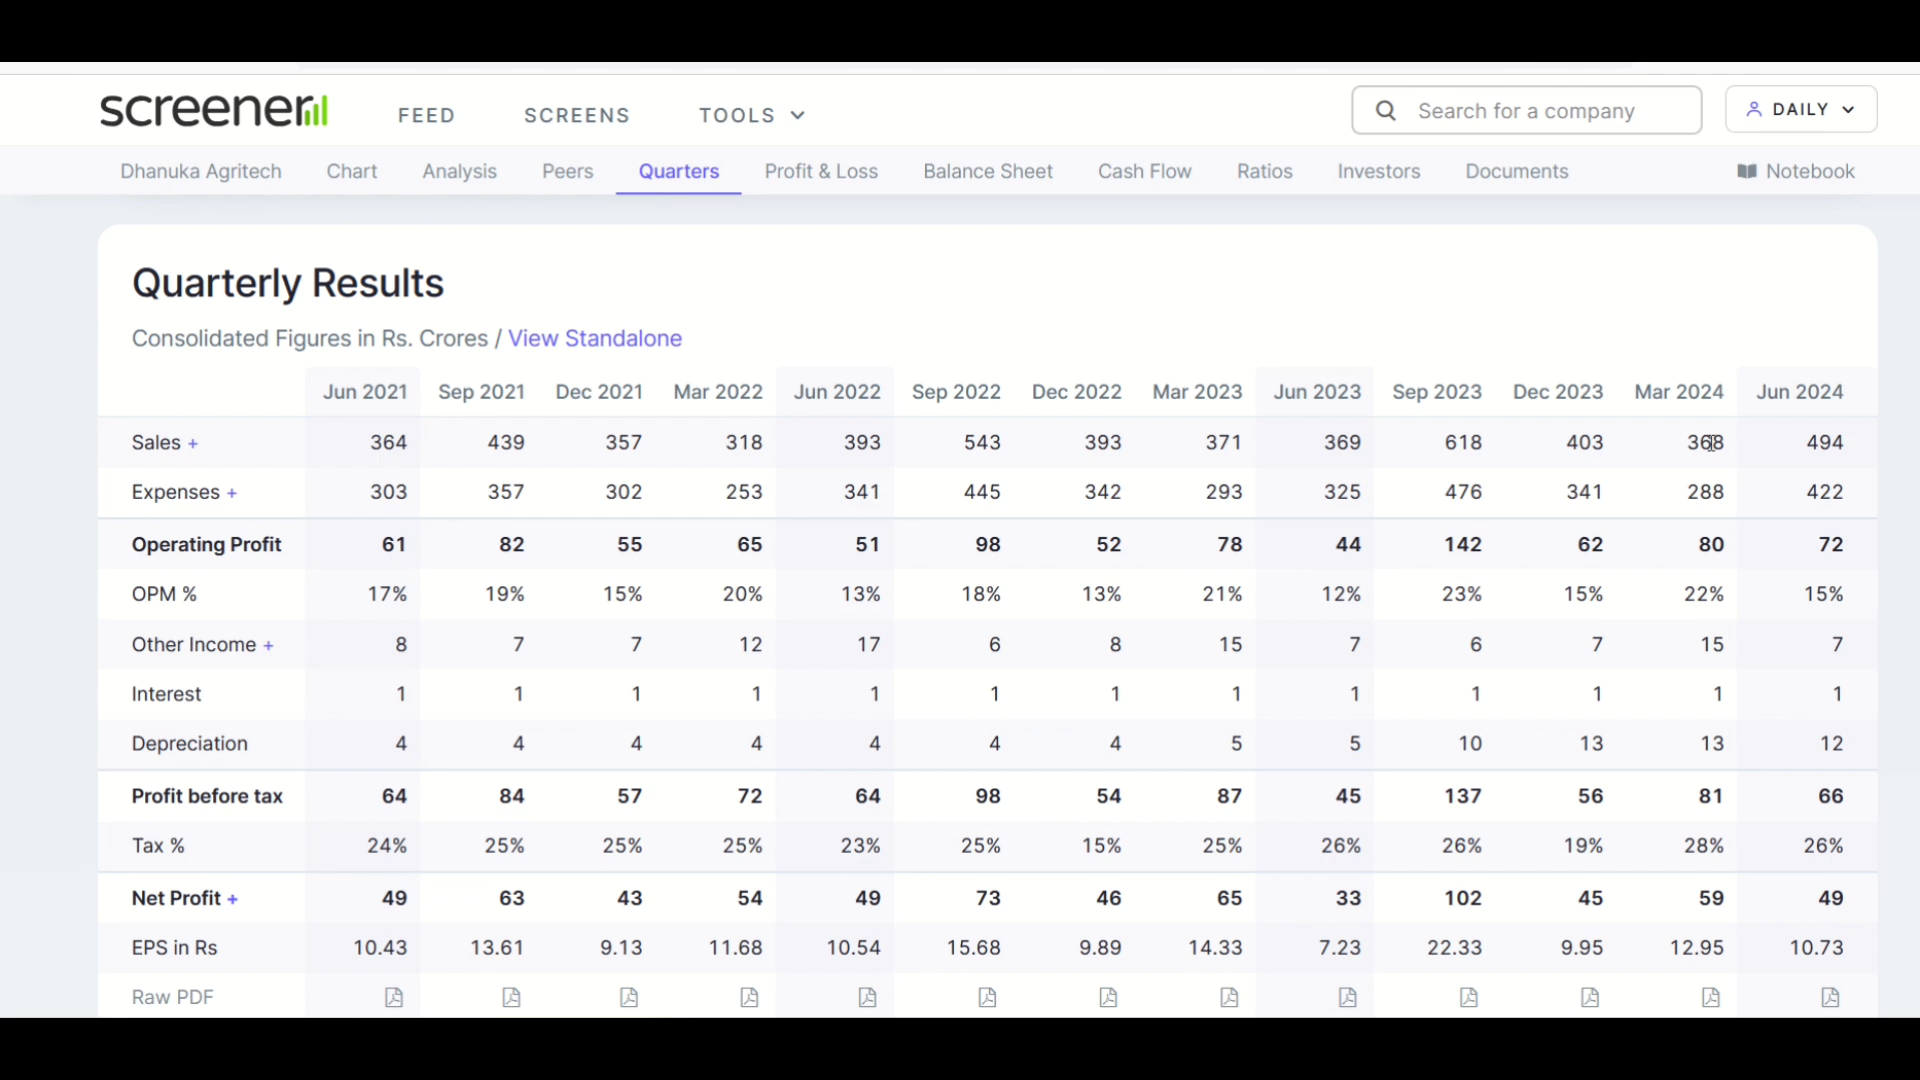 screener FEED SCREENS TOOLS Search for a company DAILY
Dhanuka Agritech Chart Analysis Peers Quarters Profit & Loss Balance Sheet Cash Flow Ratios Investors Documents Notebook
Quarterly Results
Consolidated Figures in Rs. Crores / View Standalone
Jun 2021 Sep 2021 Dec 2021 Mar 2022 Jun 2022 Sep 2022 Dec 2022 Mar 2023 Jun 2023 Sep 2023 Dec 2023 Mar 2024 Jun 2024
Sales + 364 439 357 318 393 543 393 371 369 618 403 368 494
Expenses + 303 357 302 253 341 445 342 293 325 476 341 288 422
Operating Profit 61 82 55 65 51 98 52 78 44 142 62 80 72
OPM % 17% 19% 15% 20% 13% 18% 13% 21% 12% 23% 15% 22% 15%
Other Income + 8 7 7 12 17 6 8 15 7 6 7 15 7
Interest 1 1 1 1 1 1 1 1 1 1 1 1 1
Depreciation 4 4 4 4 4 4 4 5 5 10 13 13 12
Profit before tax 64 84 57 72 64 98 54 87 45 137 56 81 66
Tax % 24% 25% 25% 25% 23% 25% 15% 25% 26% 26% 19% 28% 26%
Net Profit + 49 63 43 54 49 73 46 65 33 102 45 59 49
EPS in Rs 10.43 13.61 9.13 11.68 10.54 15.68 9.89 14.33 7.23 22.33 9.95 12.95 10.73
Raw PDF